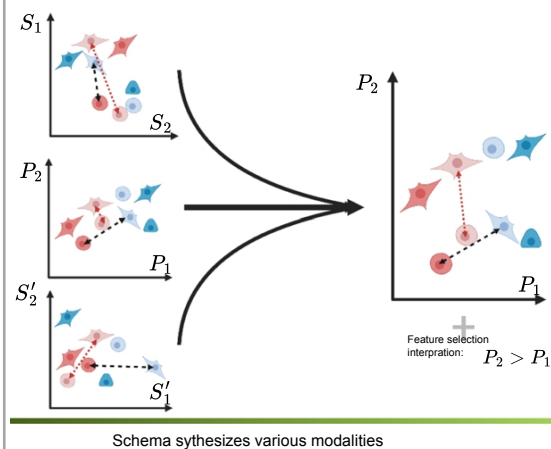 S₁
S₂
P₂
P₁
S′₂
S′₁
P₂
P₁
+
Feature selection
interpration: P₂ > P₁
Schema sythesizes various modalities